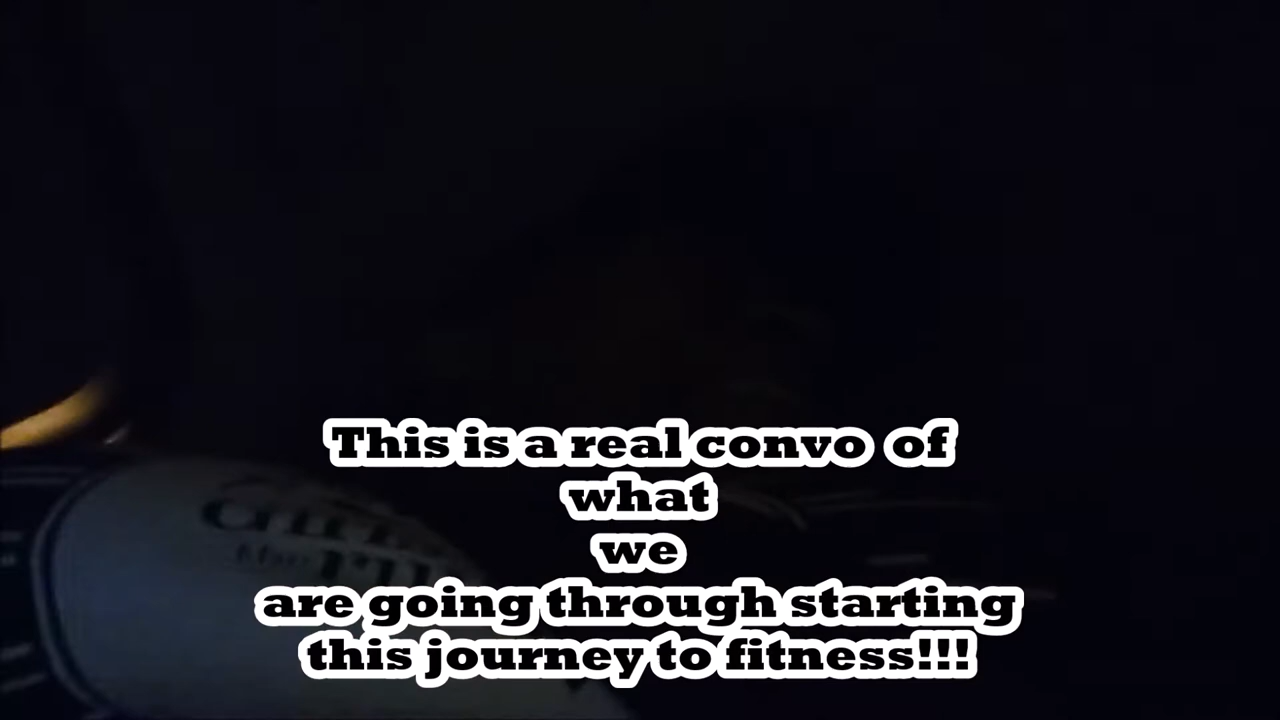 This is a real convo of
what
we
are going through starting
this journey to fitness!!!